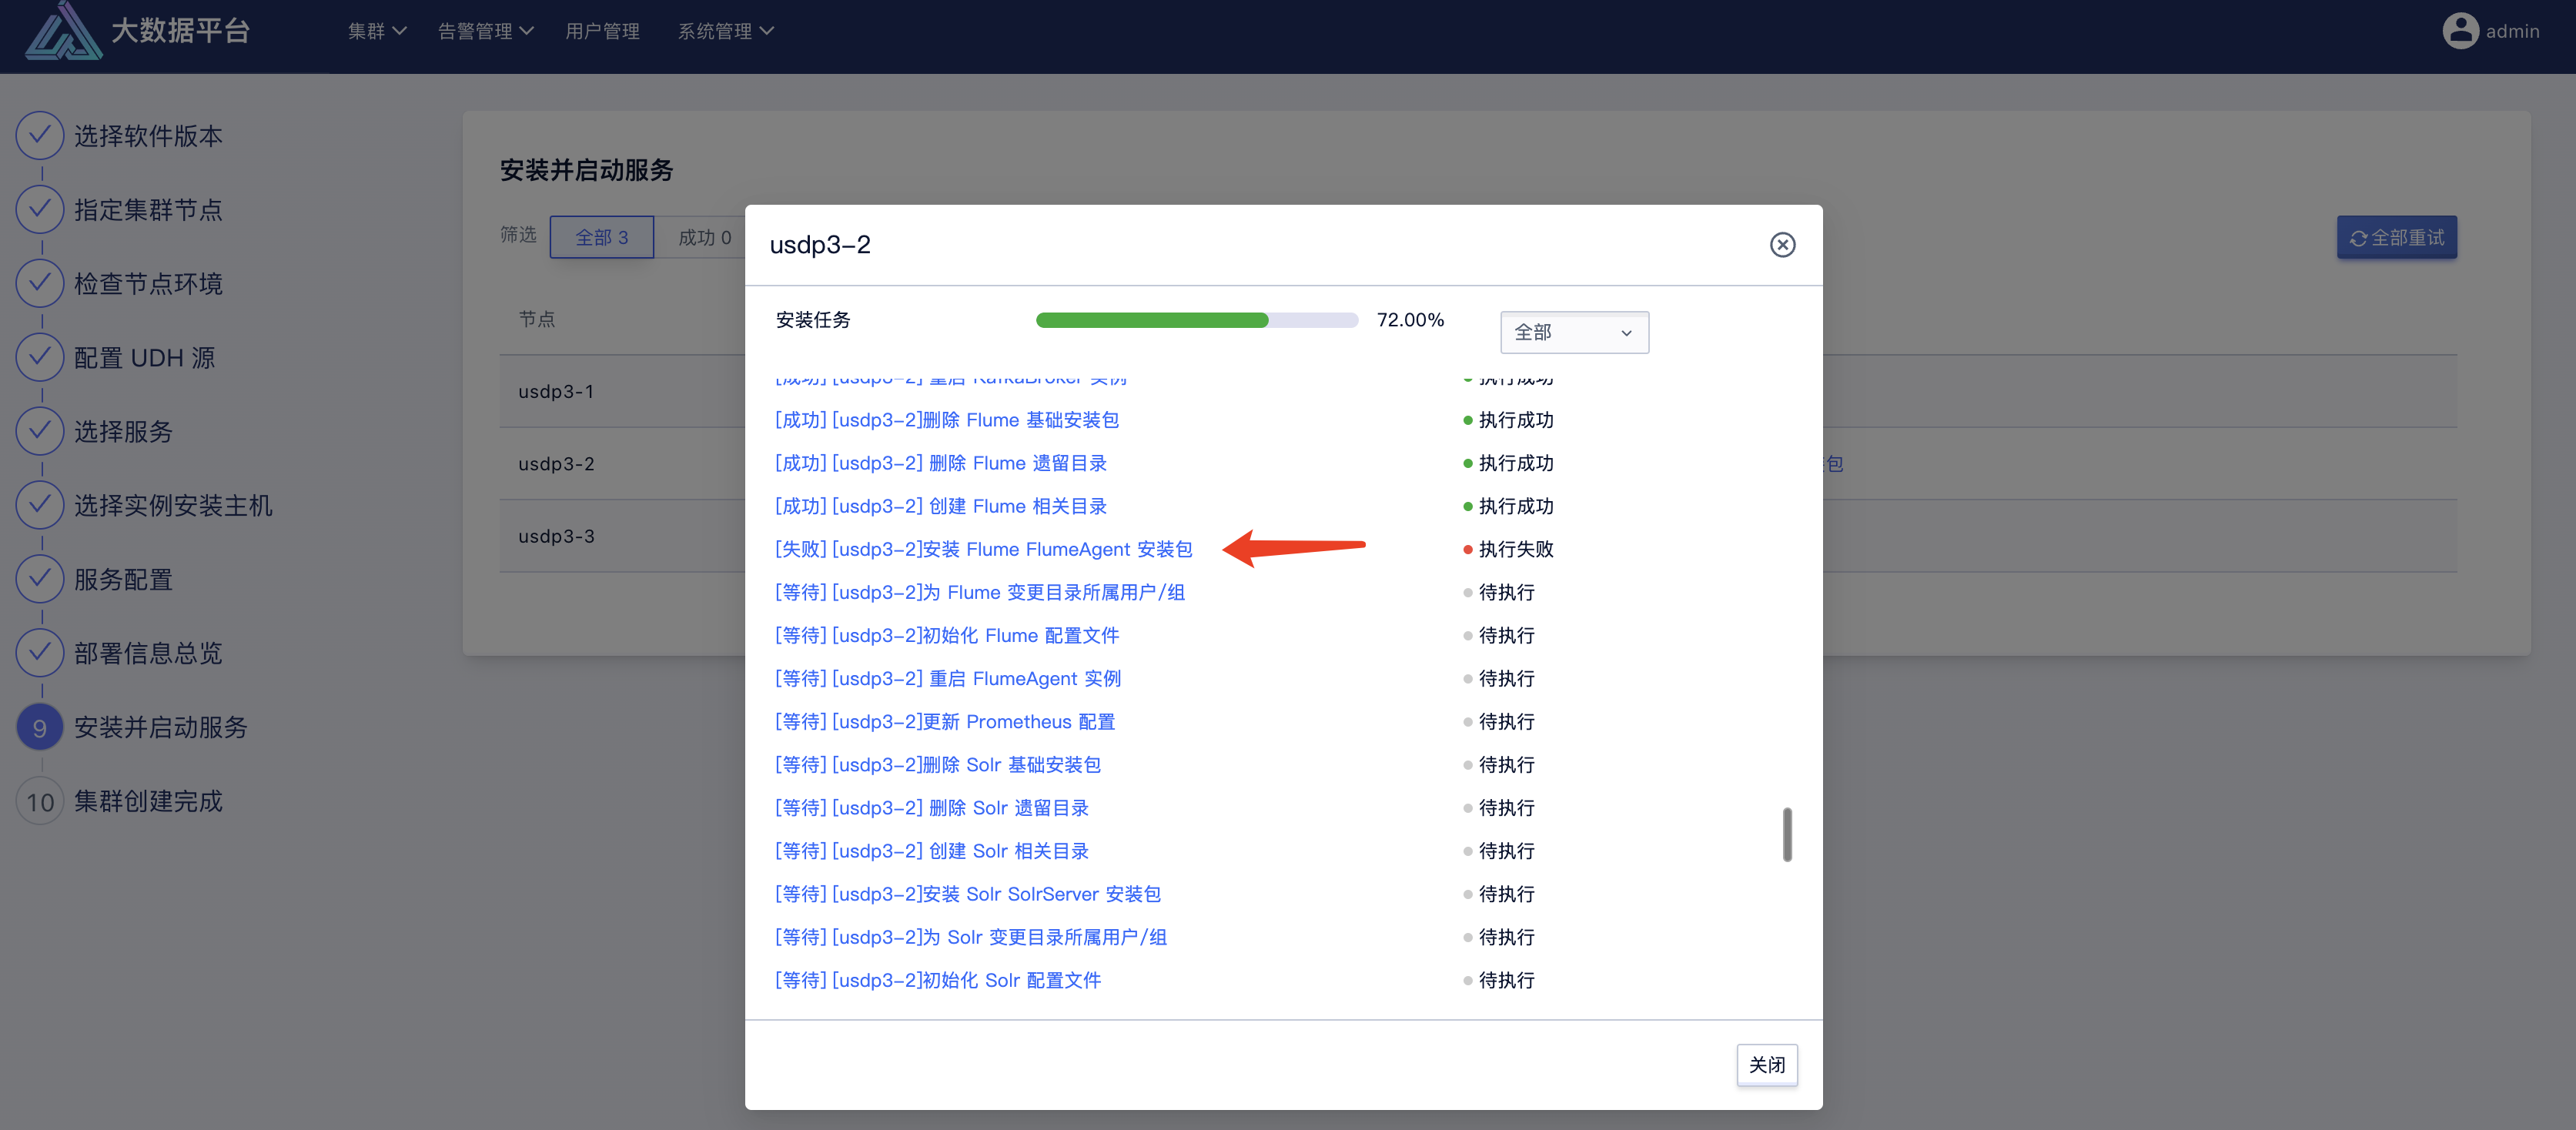 大数据平台
集群
告警管理
用户管理
系统管理
admin
选择软件版本
指定集群节点
检查节点环境
配置 UDH 源
选择服务
选择实例安装主机
服务配置
部署信息总览
9 安装并启动服务
10 集群创建完成
安装并启动服务
筛选
全部 3
成功 0
全部重试
节点
usdp3-1
usdp3-2
包
usdp3-3
usdp3-2
安装任务
72.00%
全部
[成功] [usdp3-2] 重启 KafkaBroker 实例 执行成功
[成功] [usdp3-2]删除 Flume 基础安装包 执行成功
[成功] [usdp3-2] 删除 Flume 遗留目录 执行成功
[成功] [usdp3-2] 创建 Flume 相关目录 执行成功
[失败] [usdp3-2]安装 Flume FlumeAgent 安装包 执行失败
[等待] [usdp3-2]为 Flume 变更目录所属用户/组 待执行
[等待] [usdp3-2]初始化 Flume 配置文件 待执行
[等待] [usdp3-2] 重启 FlumeAgent 实例 待执行
[等待] [usdp3-2]更新 Prometheus 配置 待执行
[等待] [usdp3-2]删除 Solr 基础安装包 待执行
[等待] [usdp3-2] 删除 Solr 遗留目录 待执行
[等待] [usdp3-2] 创建 Solr 相关目录 待执行
[等待] [usdp3-2]安装 Solr SolrServer 安装包 待执行
[等待] [usdp3-2]为 Solr 变更目录所属用户/组 待执行
[等待] [usdp3-2]初始化 Solr 配置文件 待执行
关闭